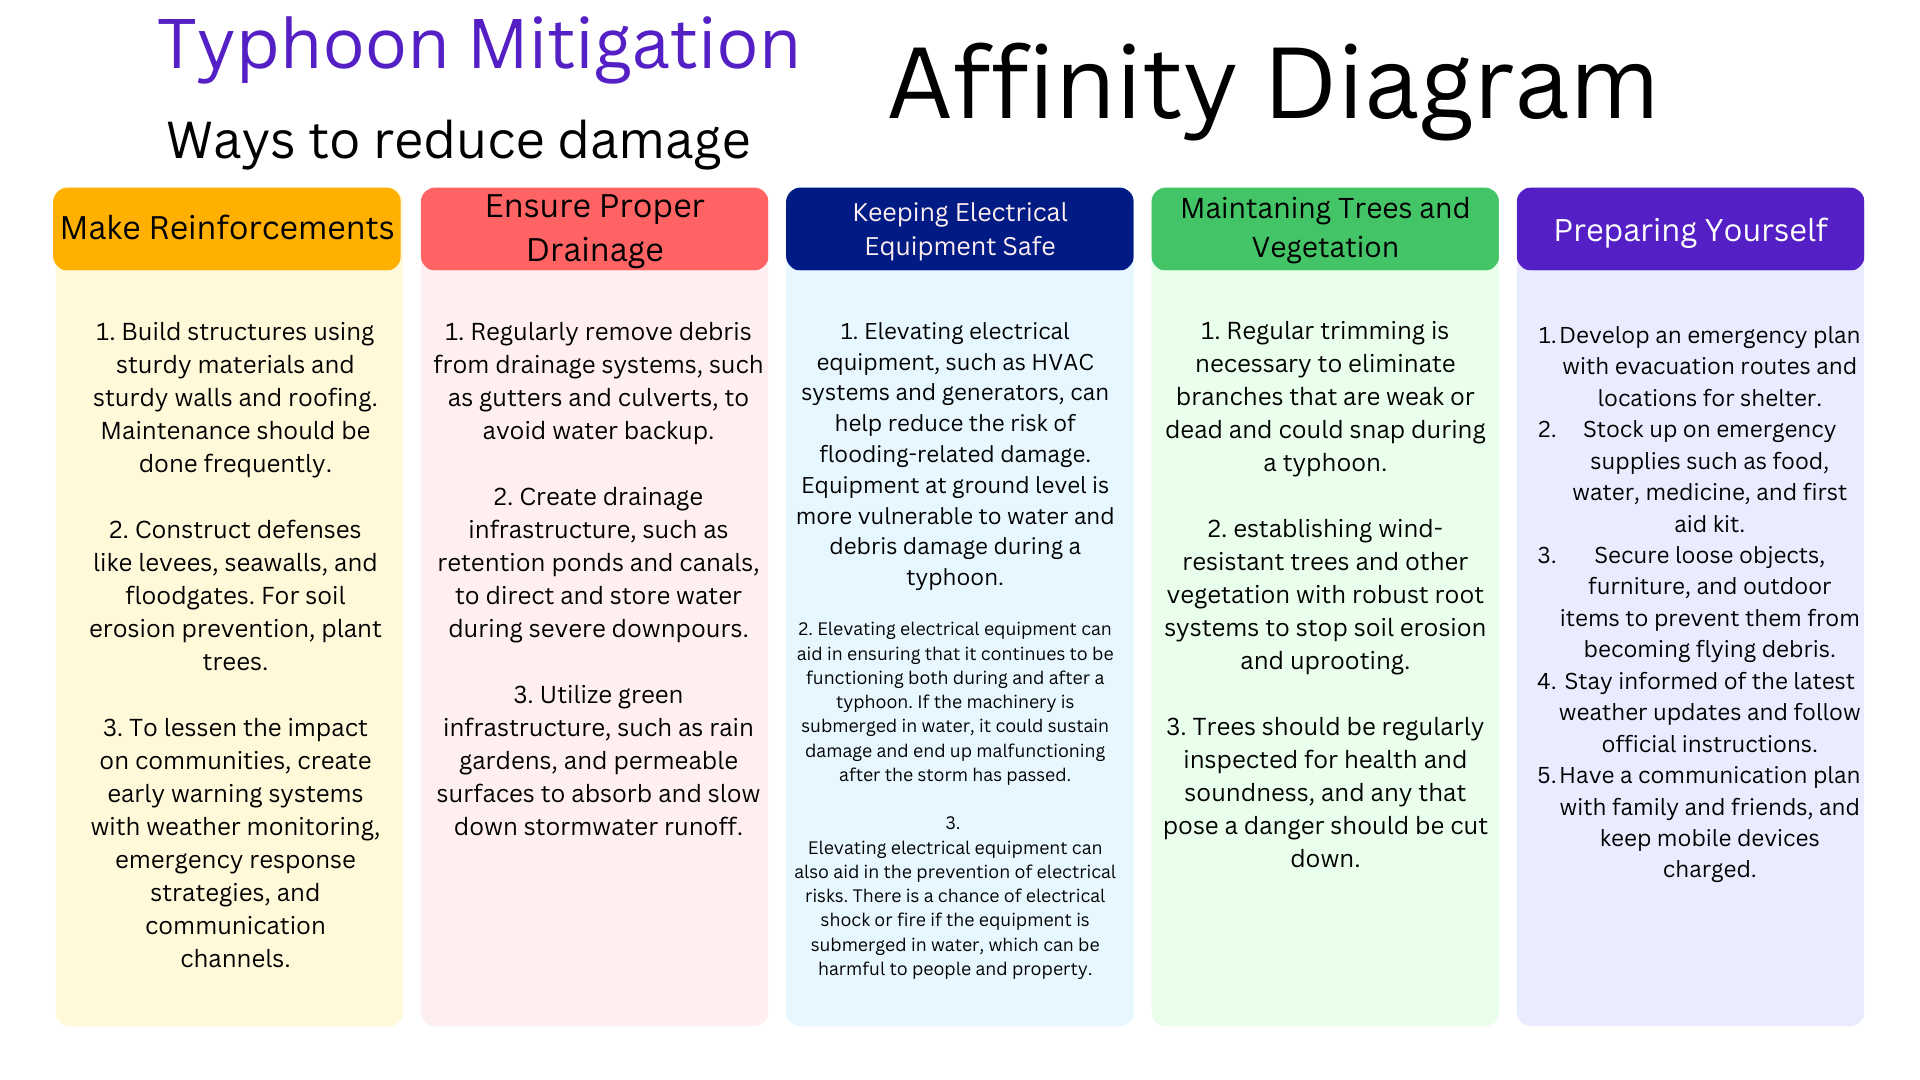 Typhoon Mitigation
Ways to reduce damage
Affinity Diagram
Make Reinforcements
1. Build structures using
sturdy materials and
sturdy walls and roofing.
Maintenance should be
done frequently.
2. Construct defenses
like levees, seawalls, and
floodgates. For soil
erosion prevention, plant
trees.
3. To lessen the impact
on communities, create
early warning systems
with weather monitoring,
emergency response
strategies, and
communication
channels.
Ensure Proper
Drainage
1. Regularly remove debris
from drainage systems, such
as gutters and culverts, to
avoid water backup.
2. Create drainage
infrastructure, such as
retention ponds and canals,
to direct and store water
during severe downpours.
3. Utilize green
infrastructure, such as rain
gardens, and permeable
surfaces to absorb and slow
down stormwater runoff.
Keeping Electrical
Equipment Safe
1. Elevating electrical
equipment, such as HVAC
systems and generators, can
help reduce the risk of
flooding-related damage.
Equipment at ground level is
more vulnerable to water and
debris damage during a
typhoon.
2. Elevating electrical equipment can
aid in ensuring that it continues to be
functioning both during and after a
typhoon. If the machinery is
submerged in water, it could sustain
damage and end up malfunctioning
after the storm has passed.
3.
Elevating electrical equipment can
also aid in the prevention of electrical
risks. There is a chance of electrical
shock or fire if the equipment is
submerged in water, which can be
harmful to people and property.
Maintaning Trees and
Vegetation
1. Regular trimming is
necessary to eliminate
branches that are weak or
dead and could snap during
a typhoon.
2. establishing wind-
resistant trees and other
vegetation with robust root
systems to stop soil erosion
and uprooting.
3. Trees should be regularly
inspected for health and
soundness, and any that
pose a danger should be cut
down.
Preparing Yourself
1. Develop an emergency plan
with evacuation routes and
locations for shelter.
2. Stock up on emergency
supplies such as food,
water, medicine, and first
aid kit.
3. Secure loose objects,
furniture, and outdoor
items to prevent them from
becoming flying debris.
4. Stay informed of the latest
weather updates and follow
official instructions.
5. Have a communication plan
with family and friends, and
keep mobile devices
charged.